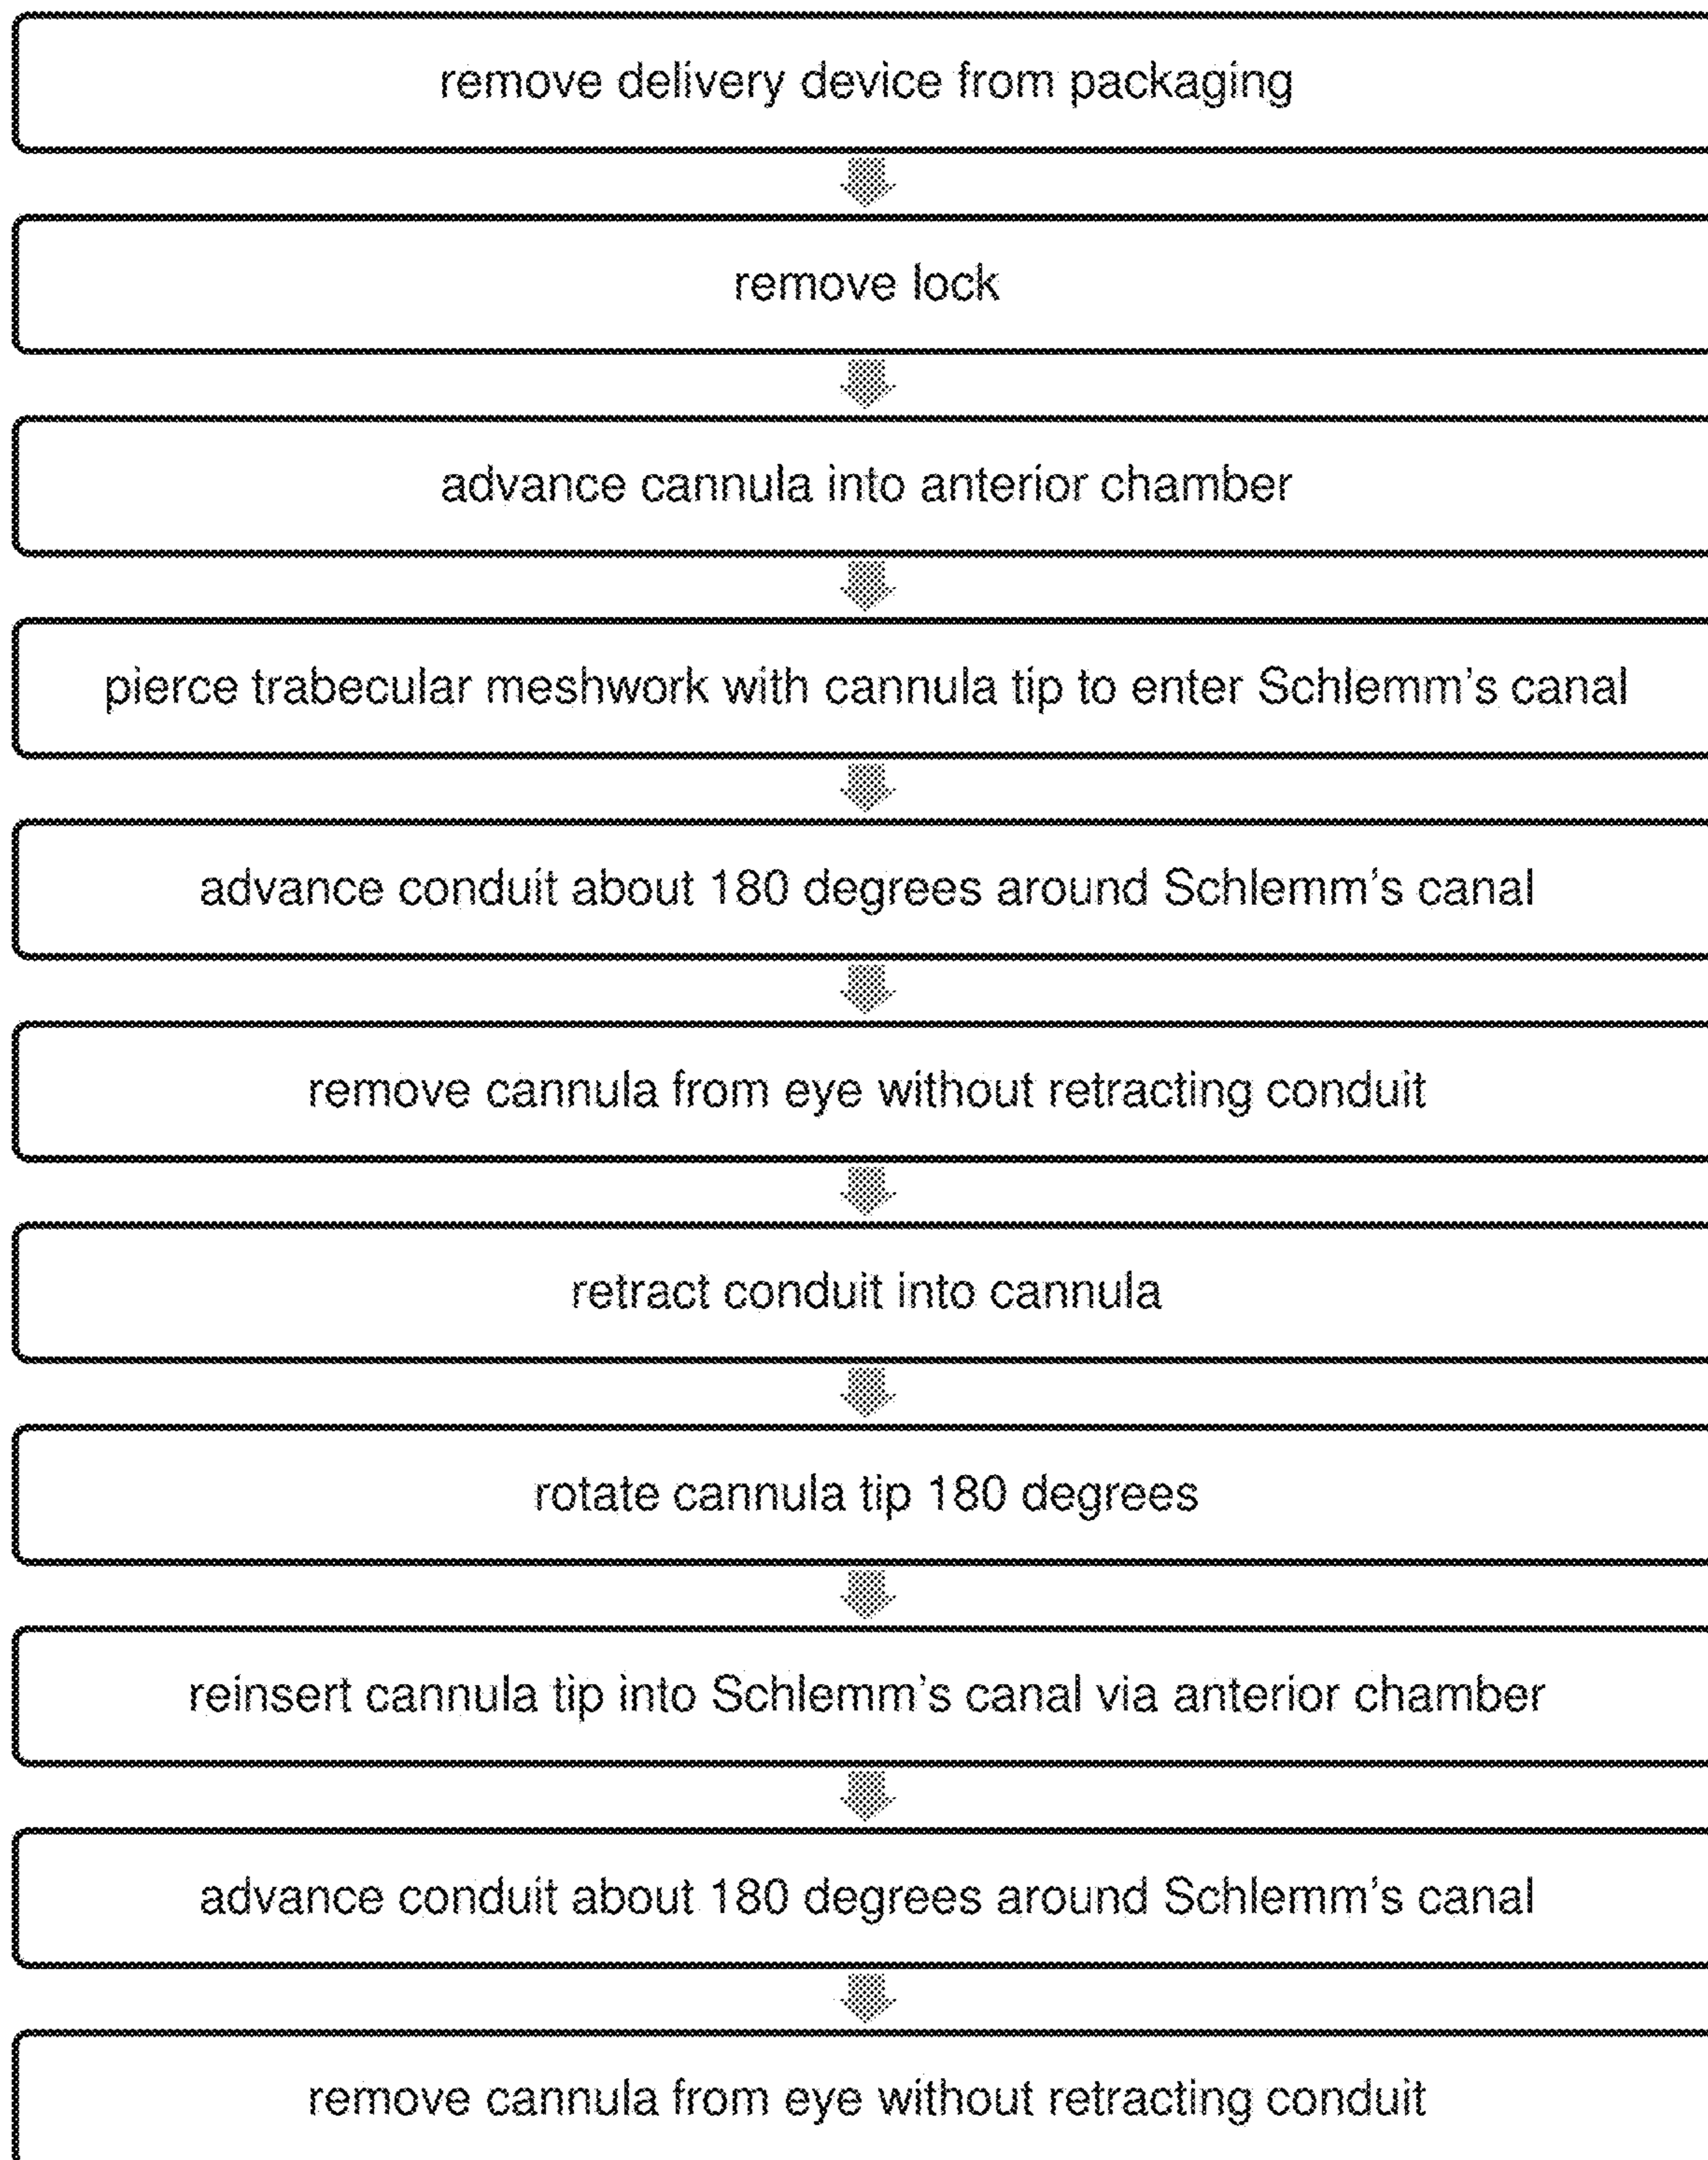 remove delivery device from packaging
remove lock
advance cannula into anterior chamber
pierce trabecular meshwork with cannula tip to enter Schlemm's canal
advance conduit about 180 degrees around Schlemm's canal
remove cannula from eye without retracting conduit
retract conduit into cannula
rotate cannula tip 180 degrees
reinsert cannula tip into Schlemm's canal via anterior chamber
advance conduit about 180 degrees around Schlemm's canal
remove cannula from eye without retracting conduit